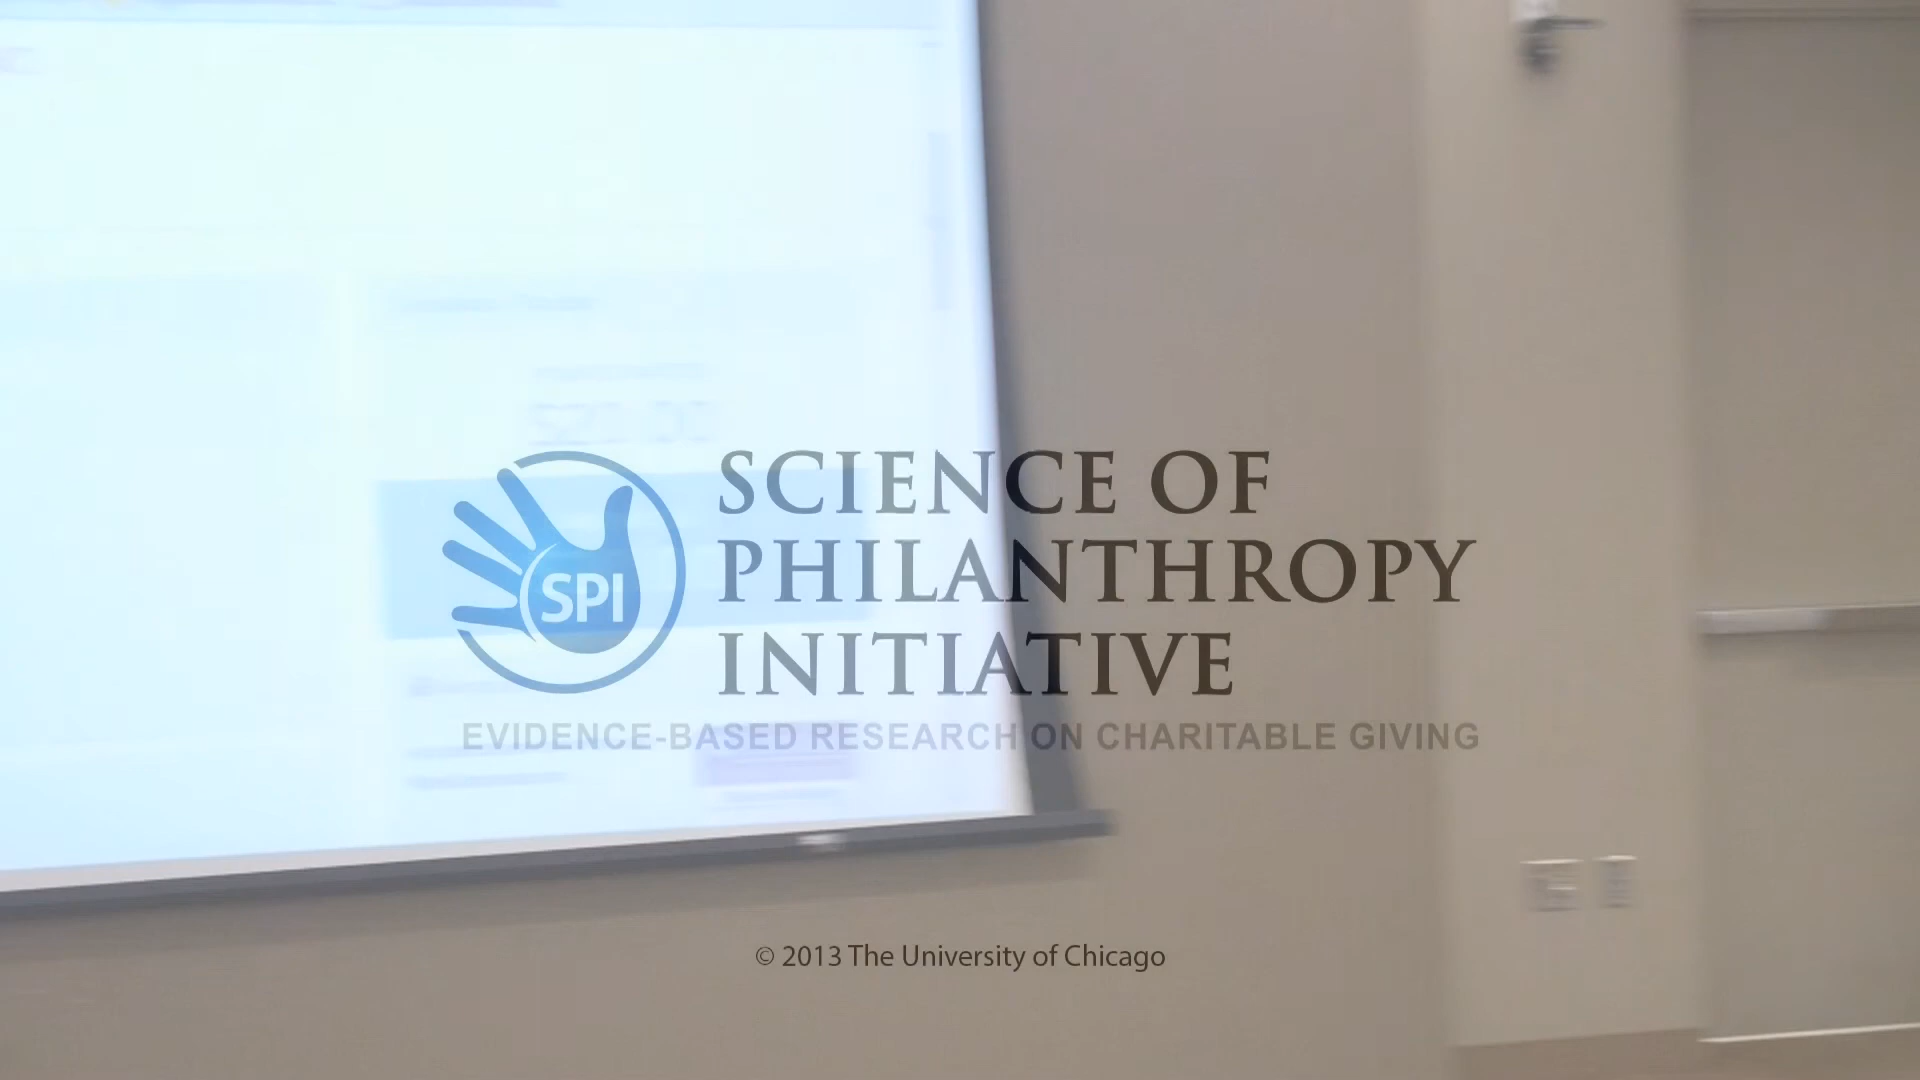 SCIENCE OF
PHILANTHROPY
INITIATIVE
SPI
EVIDENCE-BASED RESEARCH ON CHARITABLE GIVING
© 2013 The University of Chicago